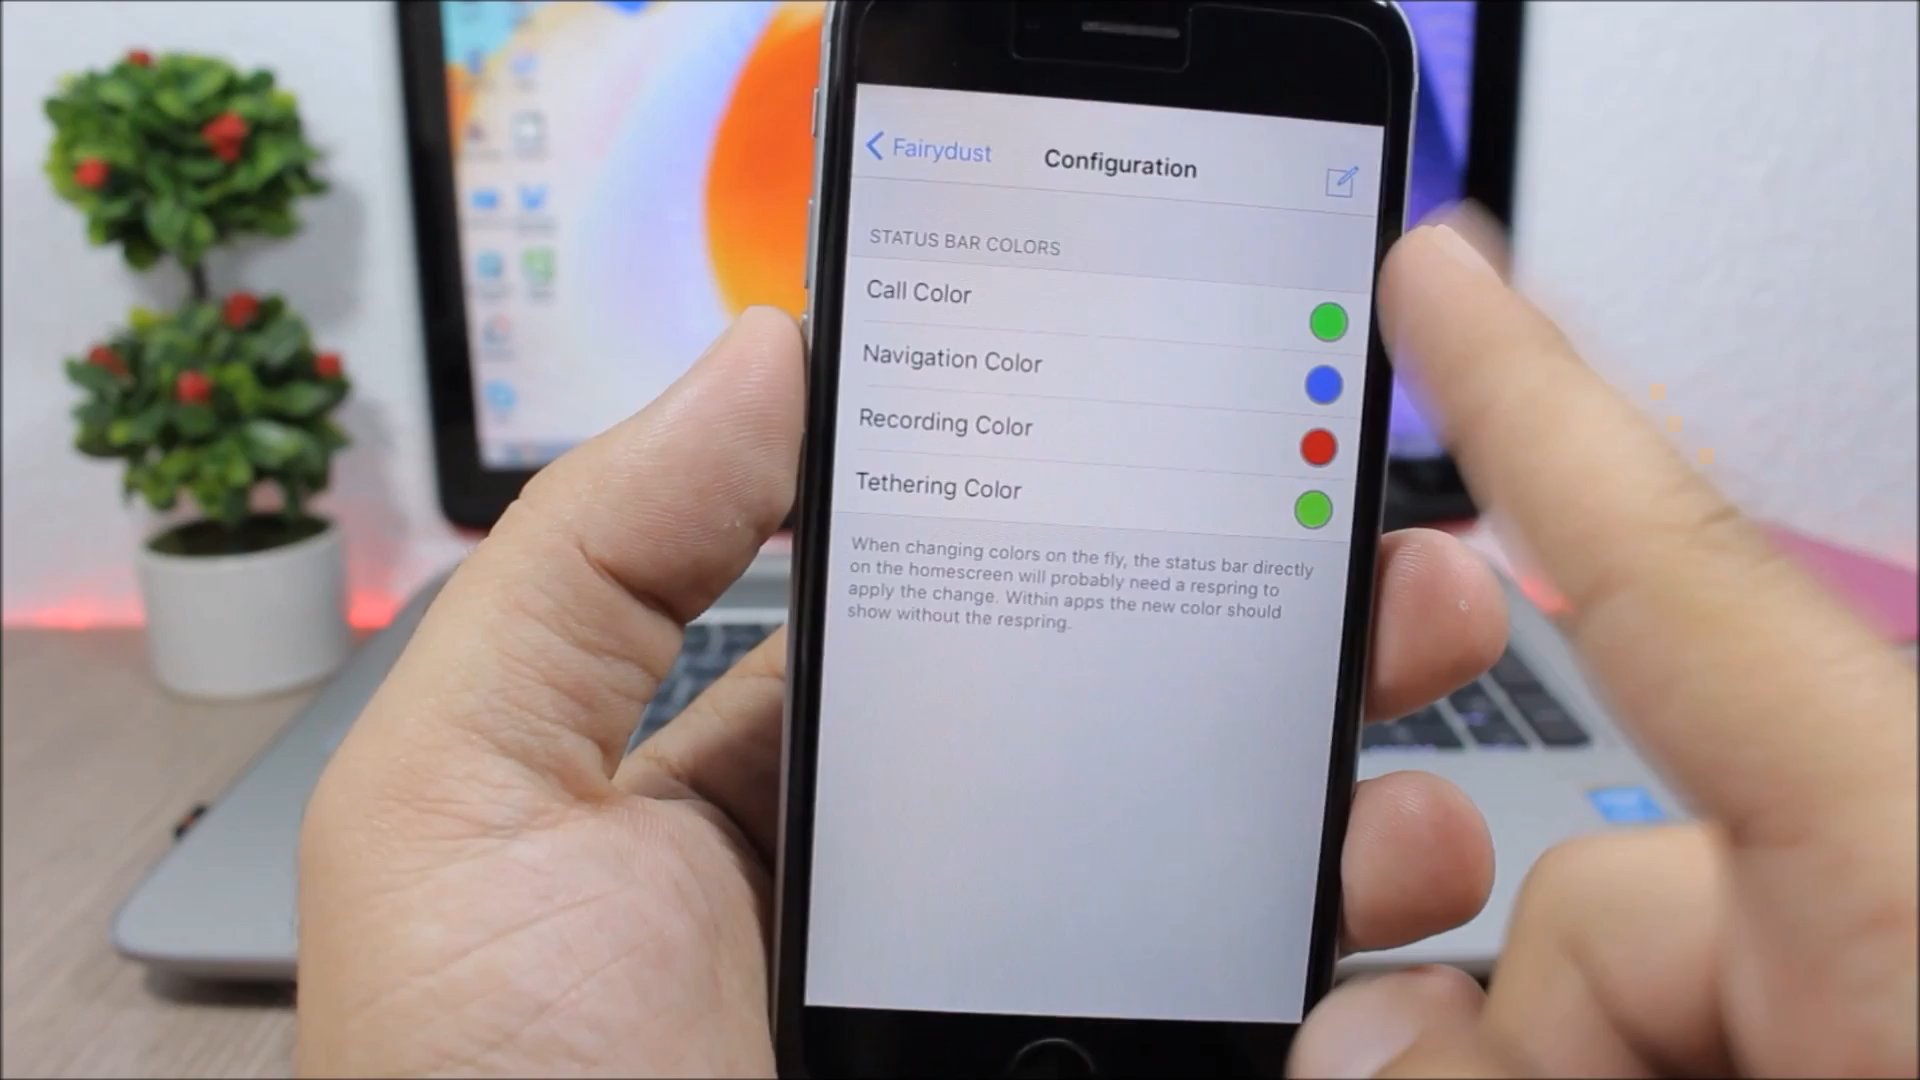 Fairydust
Configuration
STATUS BAR COLORS
Call Color
Navigation Color
Recording Color
Tethering Color
When changing colors on the fly, the status bar directly
on the homescreen will probably need a respring to
apply the change. Within apps the new color should
show without the respring.